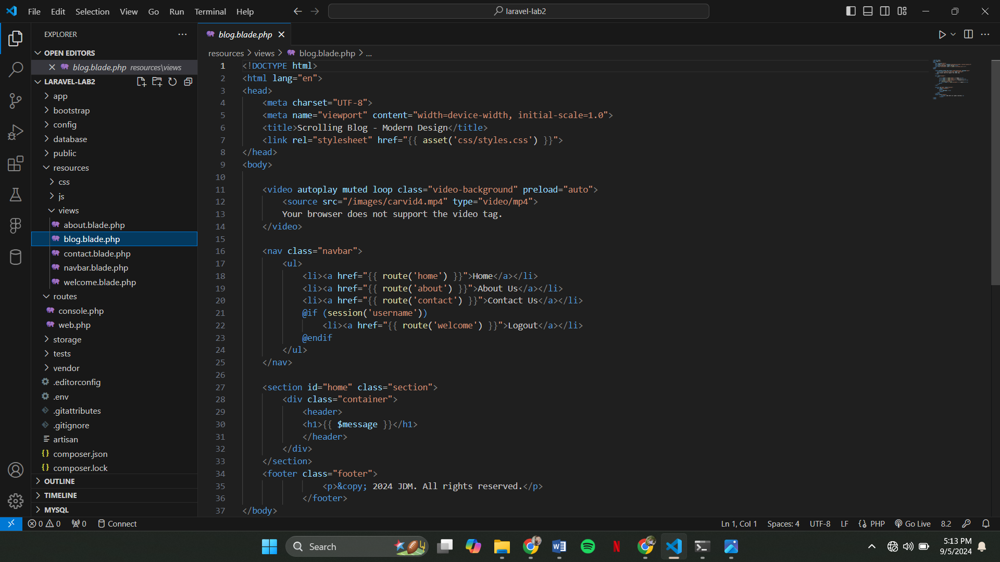 File Edit Selection View Go Run Terminal Help
laravel-lab2
EXPLORER
OPEN EDITORS
blog.blade.php resources\views
LARAVEL-LAB2
app
bootstrap
config
database
public
resources
css
js
views
about.blade.php
blog.blade.php
contact.blade.php
navbar.blade.php
welcome.blade.php
routes
console.php
web.php
storage
tests
vendor
.editorconfig
.env
.gitattributes
.gitignore
artisan
composer.json
composer.lock
OUTLINE
TIMELINE
MYSQL
blog.blade.php
resources > views > blog.blade.php > ...
1 <!DOCTYPE html>
2 <html lang="en">
3 <head>
4     <meta charset="UTF-8">
5     <meta name="viewport" content="width=device-width, initial-scale=1.0">
6     <title>Scrolling Blog - Modern Design</title>
7     <link rel="stylesheet" href="{{ asset('css/styles.css') }}">
8 </head>
9 <body>
10
11     <video autoplay muted loop class="video-background" preload="auto">
12         <source src="/images/carvid4.mp4" type="video/mp4">
13         Your browser does not support the video tag.
14     </video>
15
16     <nav class="navbar">
17         <ul>
18             <li><a href="{{ route('home') }}">Home</a></li>
19             <li><a href="{{ route('about') }}">About Us</a></li>
20             <li><a href="{{ route('contact') }}">Contact Us</a></li>
21             @if (session('username'))
22                 <li><a href="{{ route('welcome') }}">Logout</a></li>
23             @endif
24         </ul>
25     </nav>
26
27     <section id="home" class="section">
28         <div class="container">
29             <header>
30             <h1>{{ $message }}</h1>
31             </header>
32         </div>
33     </section>
34     <footer class="footer">
35                 <p>&copy; 2024 JDM. All rights reserved.</p>
36             </footer>
37 </body>
0 0 0 Connect
Ln 1, Col 1 Spaces: 4 UTF-8 LF PHP Go Live 8.2
Search
5:13 PM
9/5/2024